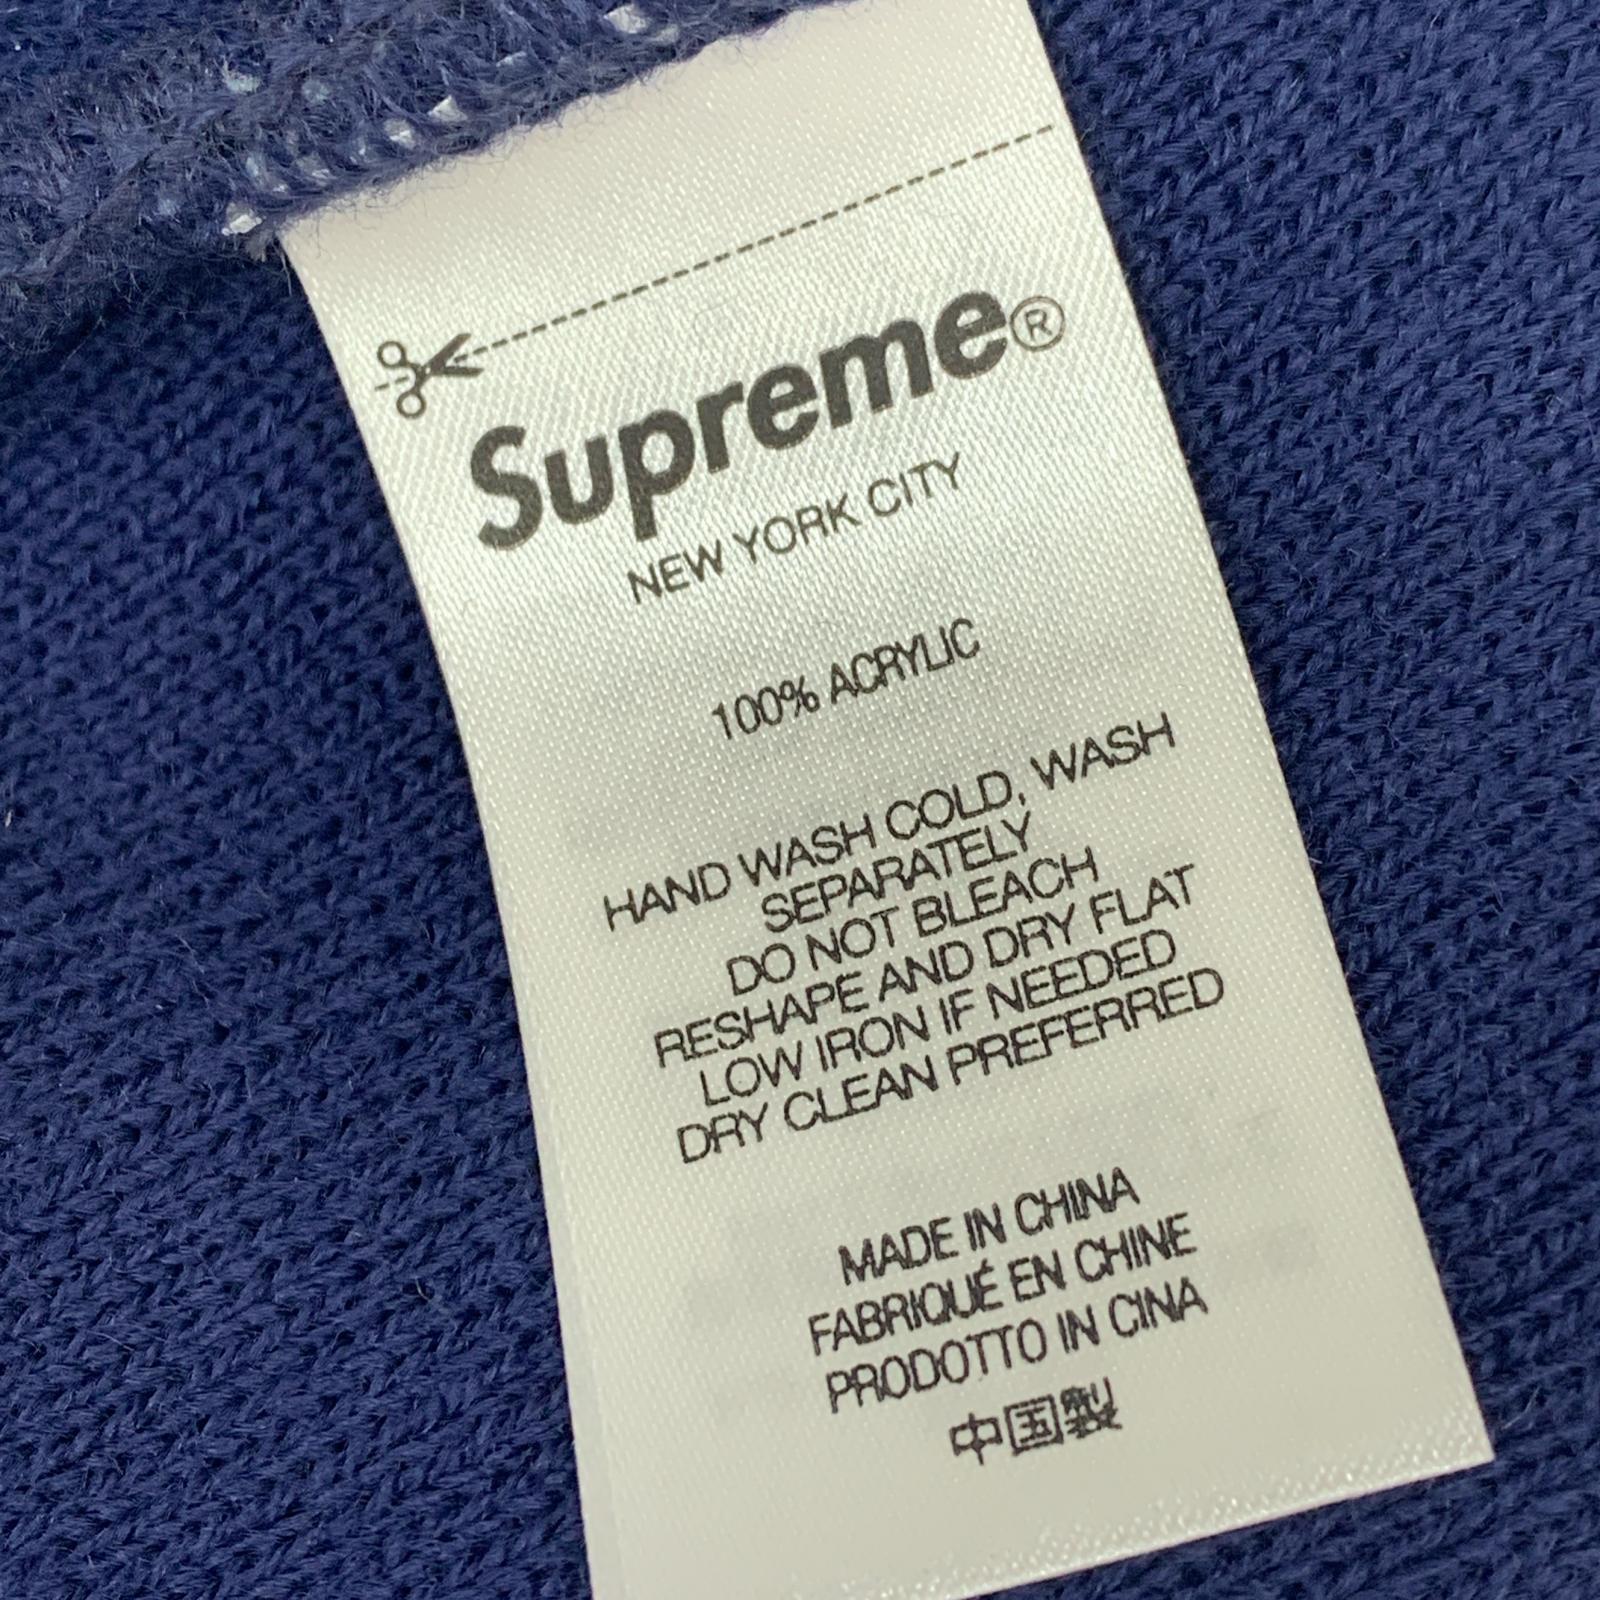 Supreme®
NEW YORK CITY
100% ACRYLIC
HAND WASH COLD, WASH
SEPARATELY
DO NOT BLEACH
RESHAPE AND DRY FLAT
LOW IRON IF NEEDED
DRY CLEAN PREFERRED
MADE IN CHINA
FABRIQUÉ EN CHINE
PRODOTTO IN CINA
中国製